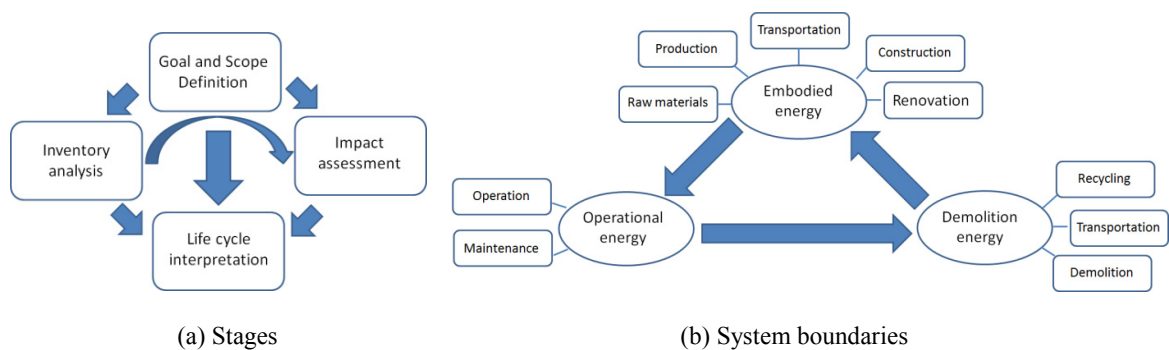 Goal and Scope
Definition
Inventory
analysis
Impact
assessment
Life cycle
interpretation
(a) Stages
Transportation
Production
Construction
Raw materials
Embodied
energy
Renovation
Operation
Maintenance
Operational
energy
Demolition
energy
Recycling
Transportation
Demolition
(b) System boundaries